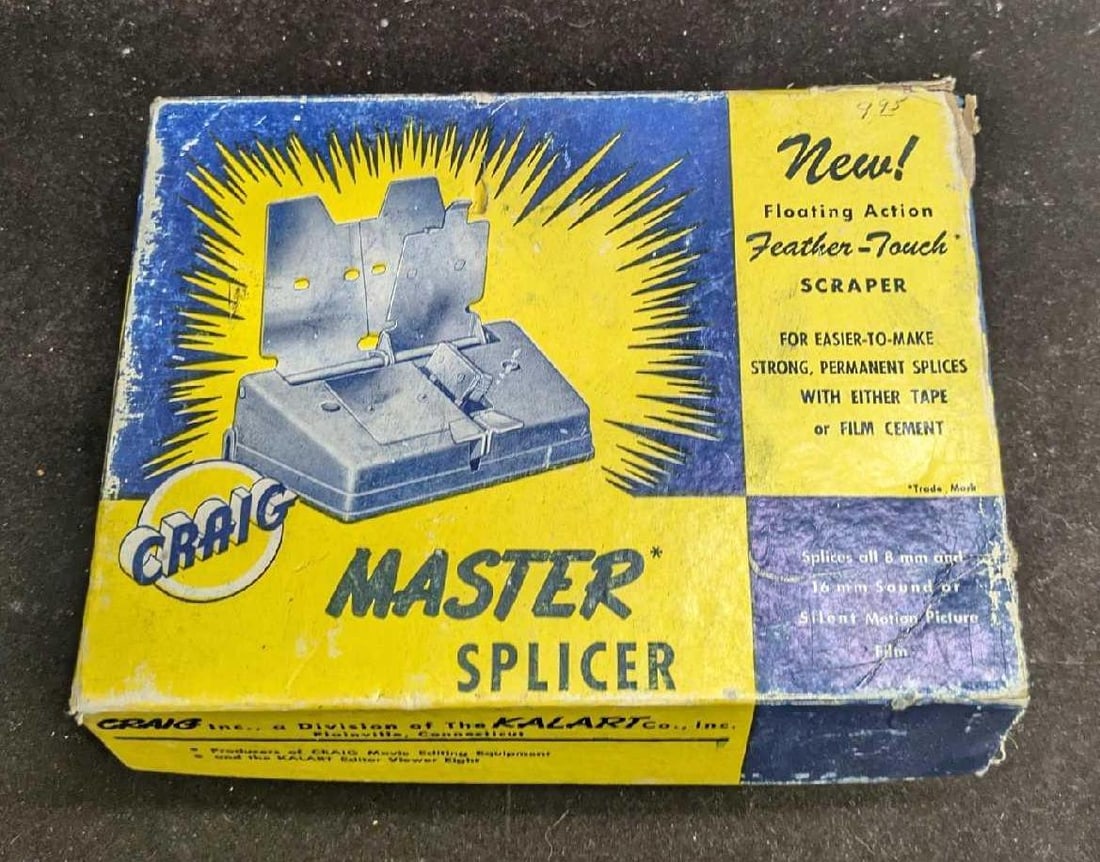 9 95
New!
Floating Action
Feather-Touch*
SCRAPER
FOR EASIER-TO-MAKE
STRONG, PERMANENT SPLICES
WITH EITHER TAPE
or FILM CEMENT
*Trade Mark
CRAIG
MASTER*
SPLICER
Splices all 8 mm and
16 mm Sound or
Silent Motion Picture
Film
CRAIG Inc., a Division of The KALART Co., Inc.
Plainville, Connecticut
* Producers of CRAIG Movie Editing Equipment
* and the KALART Editor Viewer Eight